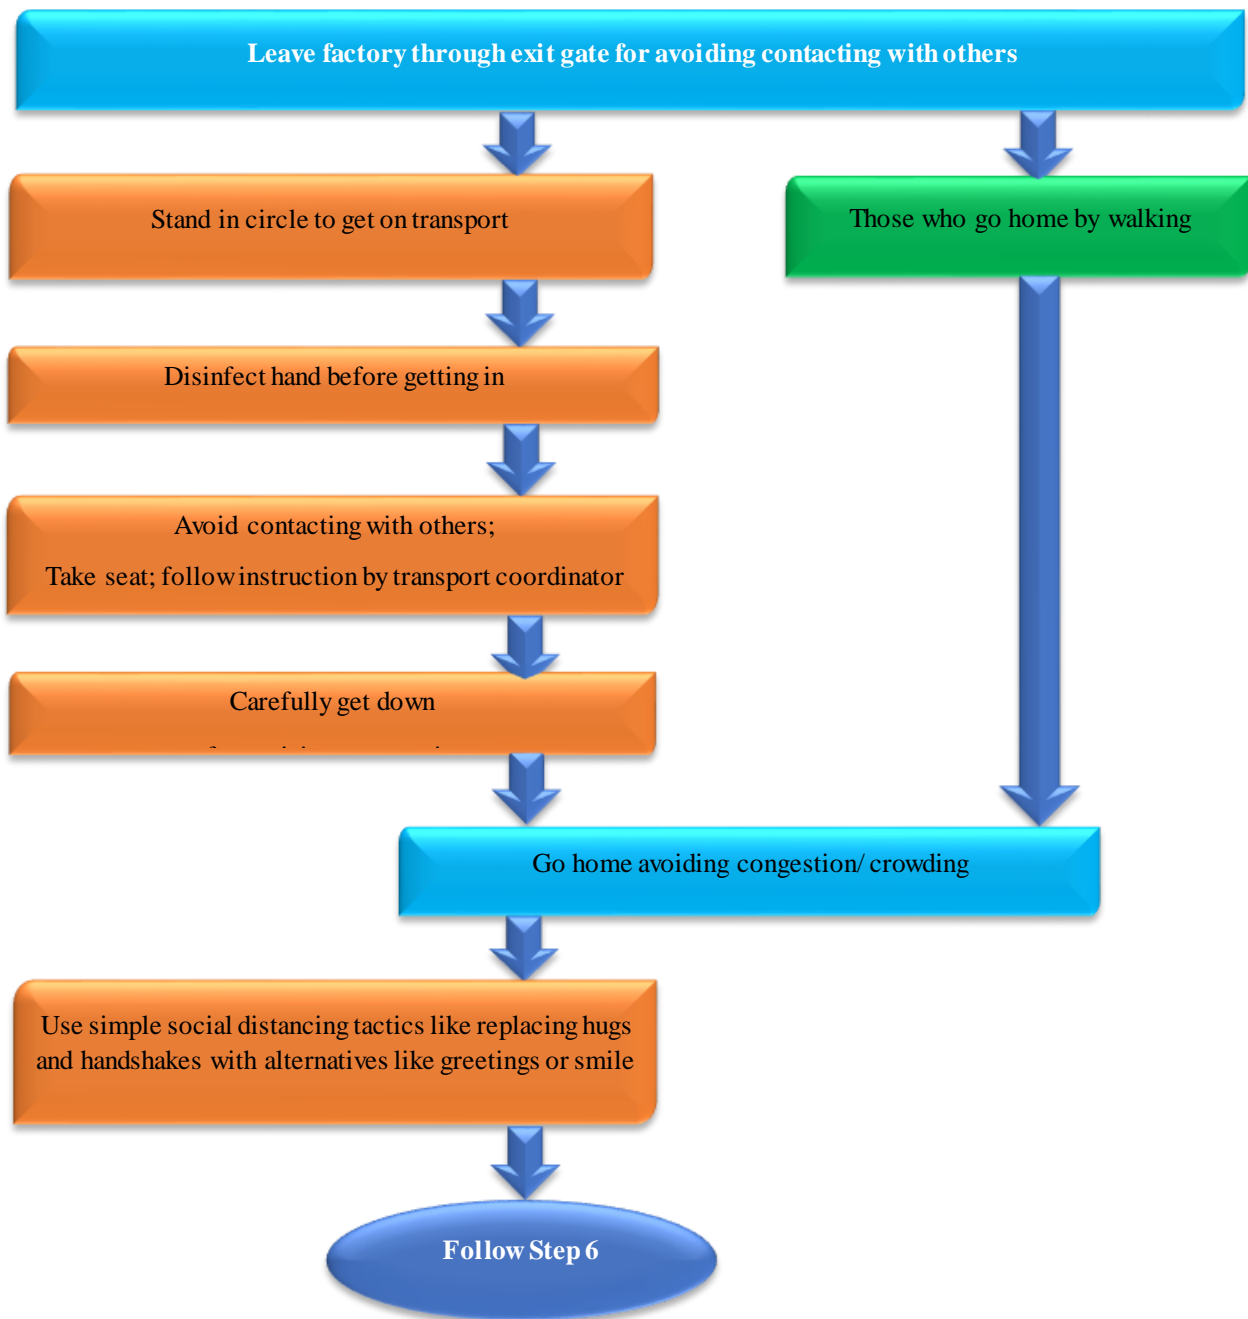 Leave factory through exit gate for avoiding contacting with others
Stand in circle to get on transport
Those who go home by walking
Disinfect hand before getting in
Avoid contacting with others;
Take seat; follow instruction by transport coordinator
Carefully get down
Go home avoiding congestion/ crowding
Use simple social distancing tactics like replacing hugs
and handshakes with alternatives like greetings or smile
Follow Step 6